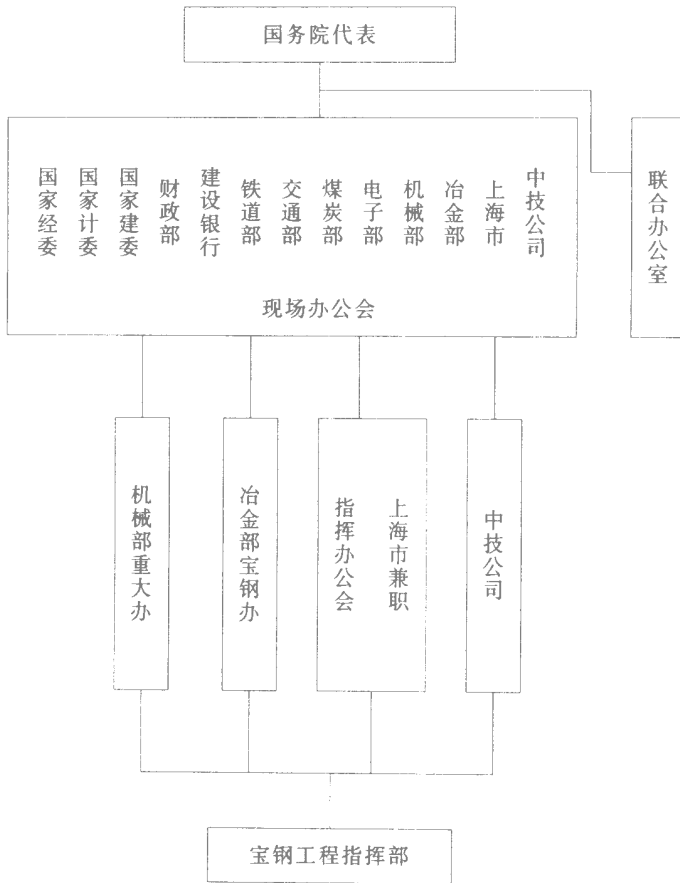 国务院代表
国家经委
国家计委
国家建委
财政部
建设银行
铁道部
交通部
煤炭部
电子部
机械部
冶金部
上海市
中技公司
现场办公会
联合办公室
机械部重大办
冶金部宝钢办
指挥办公会
上海市兼职
中技公司
宝钢工程指挥部